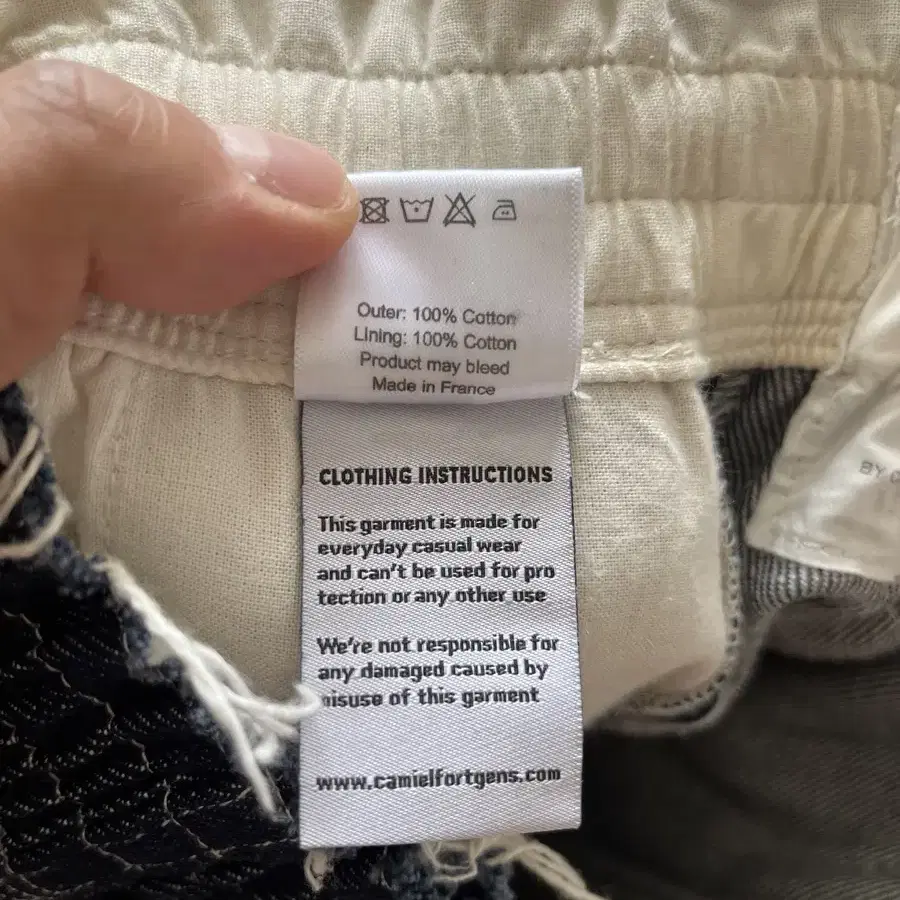 Outer: 100% Cotton
Lining: 100% Cotton
Product may bleed
Made in France
CLOTHING INSTRUCTIONS
This garment is made for
everyday casual wear
and can't be used for pro
tection or any other use
We're not responsible for
any damaged caused by
misuse of this garment
www.camielfortgens.com
BY